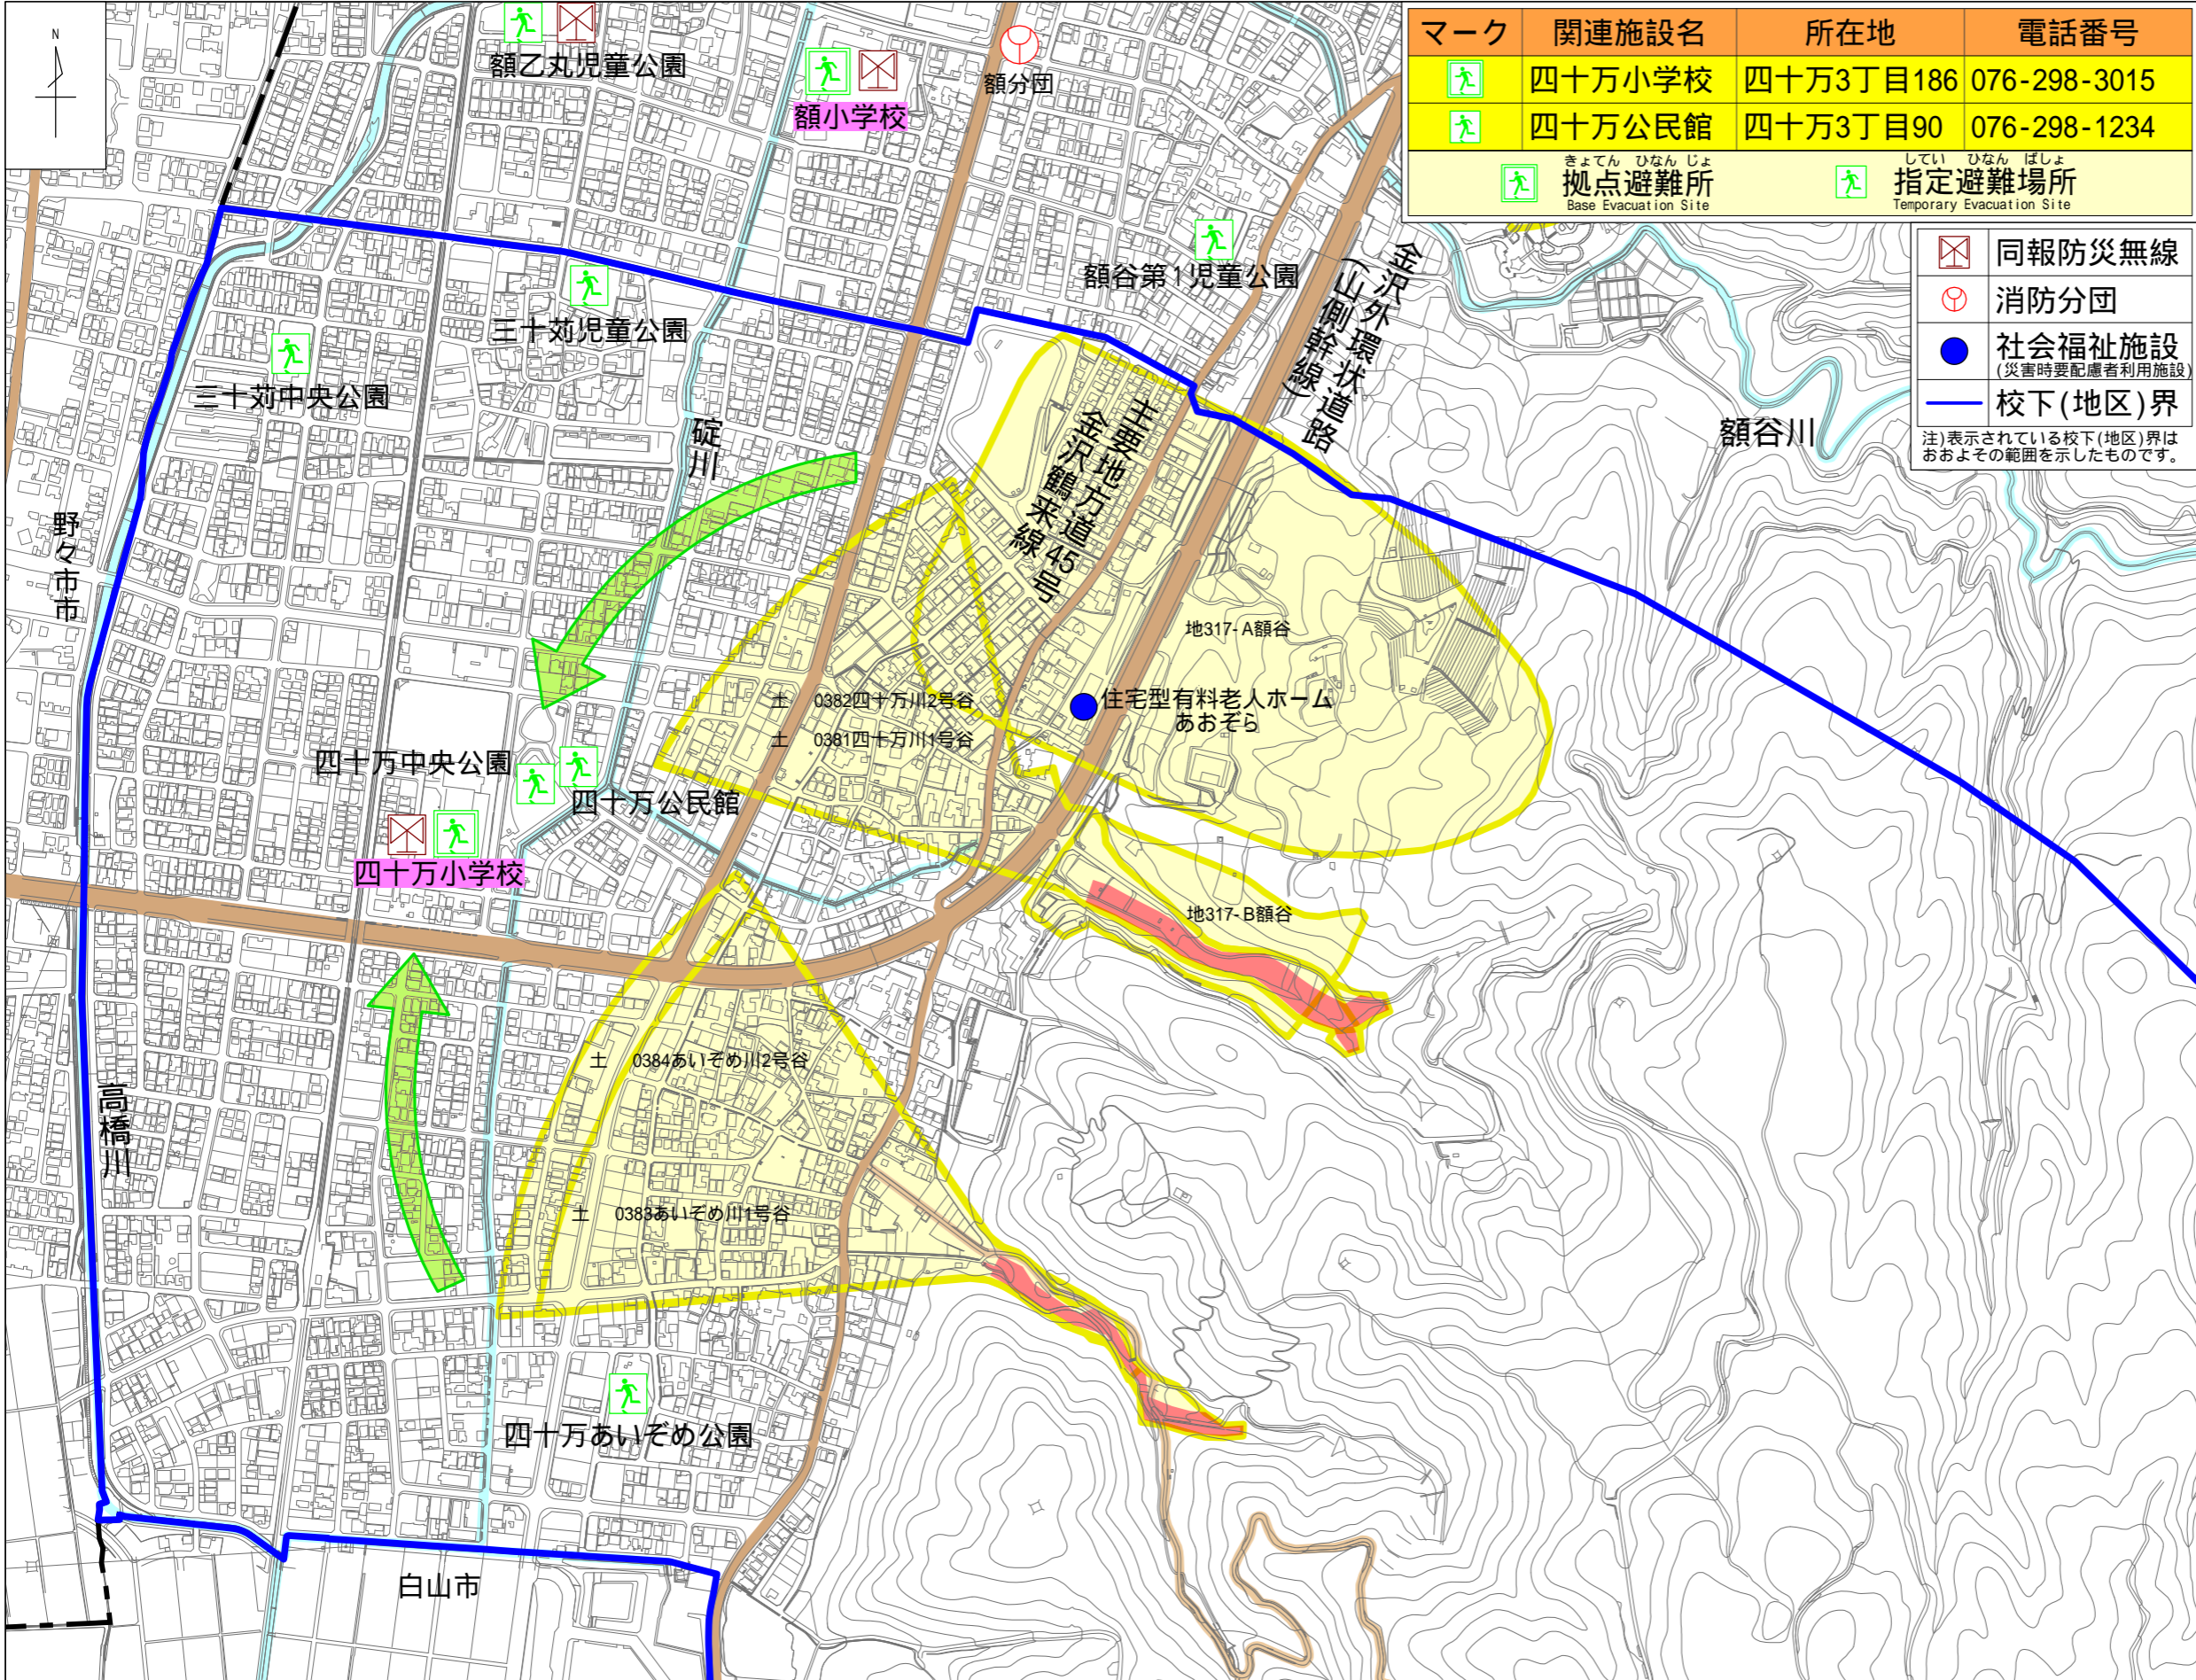 N
マーク 関連施設名 所在地 電話番号
四十万小学校 四十万3丁目186 076-298-3015
四十万公民館 四十万3丁目90 076-298-1234
きょてん ひなん じょ
拠点避難所
Base Evacuation Site
してい ひなん ばしょ
指定避難場所
Temporary Evacuation Site
同報防災無線
消防分団
社会福祉施設
(災害時要配慮者利用施設)
校下(地区)界
注)表示されている校下(地区)界は
おおよその範囲を示したものです。
額乙丸児童公園
額小学校
額分団
額谷第1児童公園
金沢外環状道路
(山側幹線)
三十苅児童公園
三十苅中央公園
碇川
主要地方道45号
金沢鶴来線
額谷川
野々市市
地317-A額谷
住宅型有料老人ホーム
あおぞら
土 0382四十万川2号谷
土 0381四十万川1号谷
四十万中央公園
四十万公民館
四十万小学校
地317-B額谷
土 0384あいぞめ川2号谷
高橋川
土 0383あいぞめ川1号谷
四十万あいぞめ公園
白山市